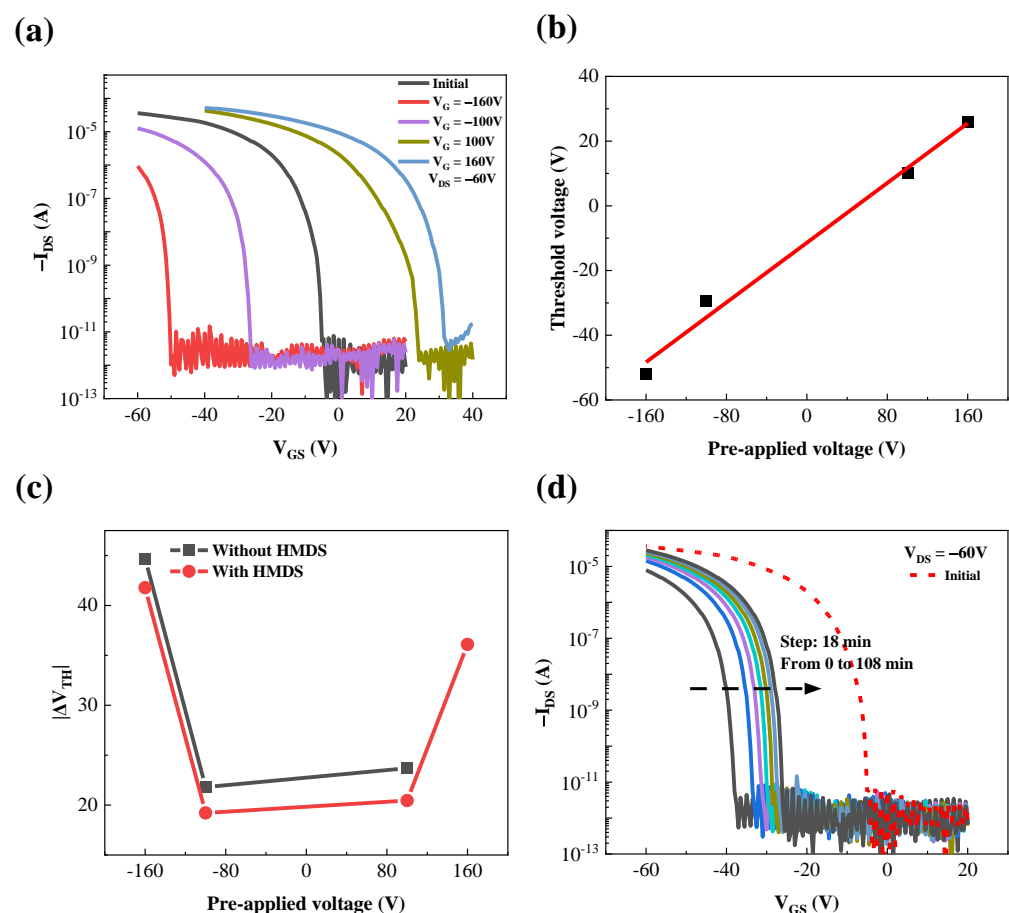 (a)
Initial
V_G = −160V
V_G = −100V
V_G = 100V
V_G = 160V
V_DS = −60V
10^-5
10^-7
10^-9
10^-11
10^-13
−I_DS (A)
-60 -40 -20 0 20 40
V_GS (V)
(b)
40
20
0
-20
-40
-60
Threshold voltage (V)
-160 -80 0 80 160
Pre-applied voltage (V)
(c)
Without HMDS
With HMDS
40
30
20
|ΔV_TH|
-160 -120 -80 -40 0 40 80 120 160
Pre-applied voltage (V)
(d)
V_DS = −60V
Initial
Step: 18 min
From 0 to 108 min
10^-5
10^-7
10^-9
10^-11
10^-13
−I_DS (A)
-60 -40 -20 0 20
V_GS (V)